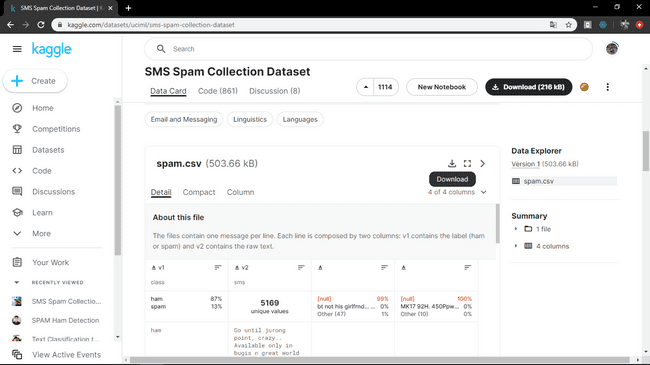 SMS Spam Collection Dataset |
kaggle.com/datasets/uciml/sms-spam-collection-dataset
kaggle
Search
Create
Home
Competitions
Datasets
Code
Discussions
Learn
More
Your Work
RECENTLY VIEWED
SMS Spam Collectio...
SPAM Ham Detection
Text Classification t...
View Active Events
SMS Spam Collection Dataset
Data Card
Code (861)
Discussion (8)
1114
New Notebook
Download (216 kB)
Email and Messaging
Linguistics
Languages
spam.csv (503.66 kB)
Download
Detail
Compact
Column
4 of 4 columns
About this file
The files contain one message per line. Each line is composed by two columns: v1 contains the label (ham
or spam) and v2 contains the raw text.
v1
v2
class
sms
ham 87%
spam 13%
5169
unique values
[null] 99%
bt not his girlfrnd... 0%
Other (47) 1%
[null] 100%
MK17 92H. 450Ppw... 0%
Other (10) 0%
ham
Go until jurong
point, crazy..
Available only in
bugis n great world
Data Explorer
Version 1 (503.66 kB)
spam.csv
Summary
1 file
4 columns